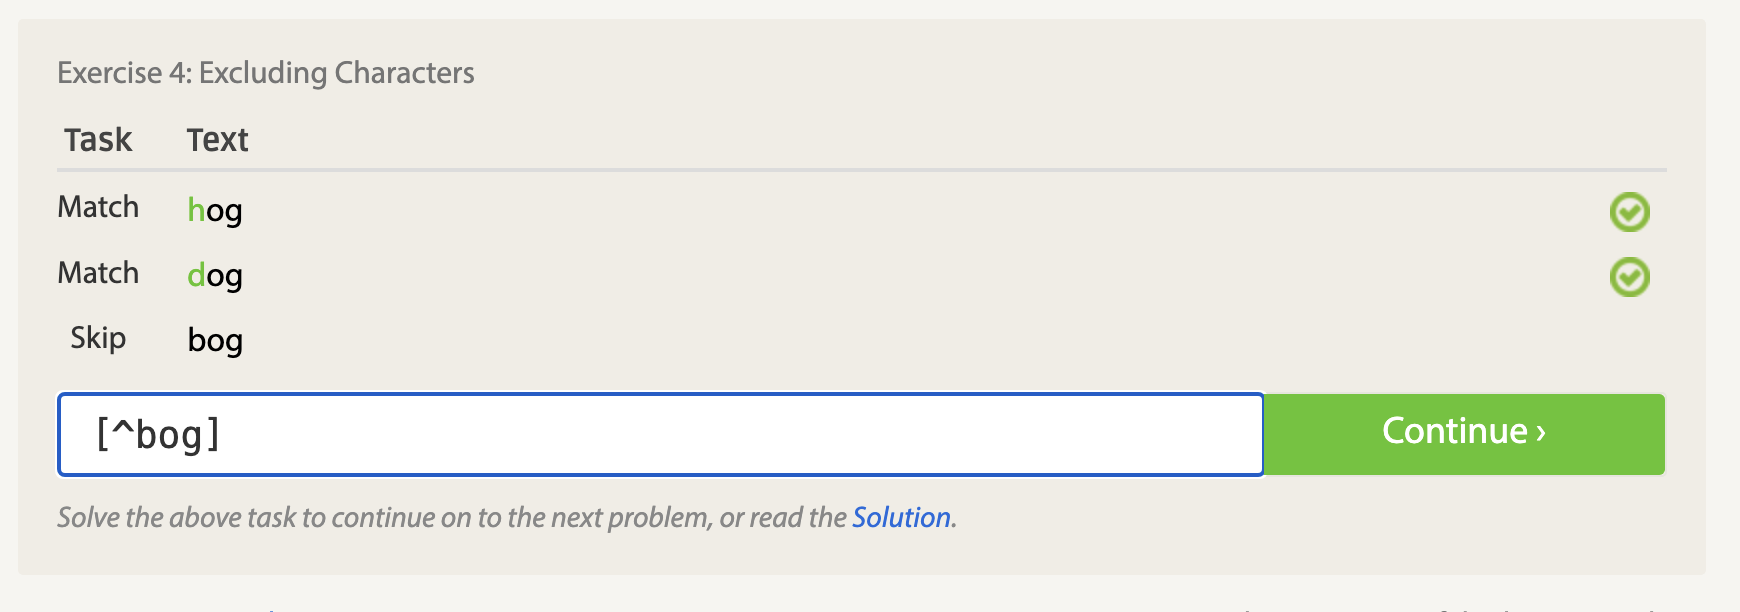 Exercise 4: Excluding Characters
Task Text
Match hog
Match dog
Skip bog
[^bog] Continue ›
Solve the above task to continue on to the next problem, or read the Solution.